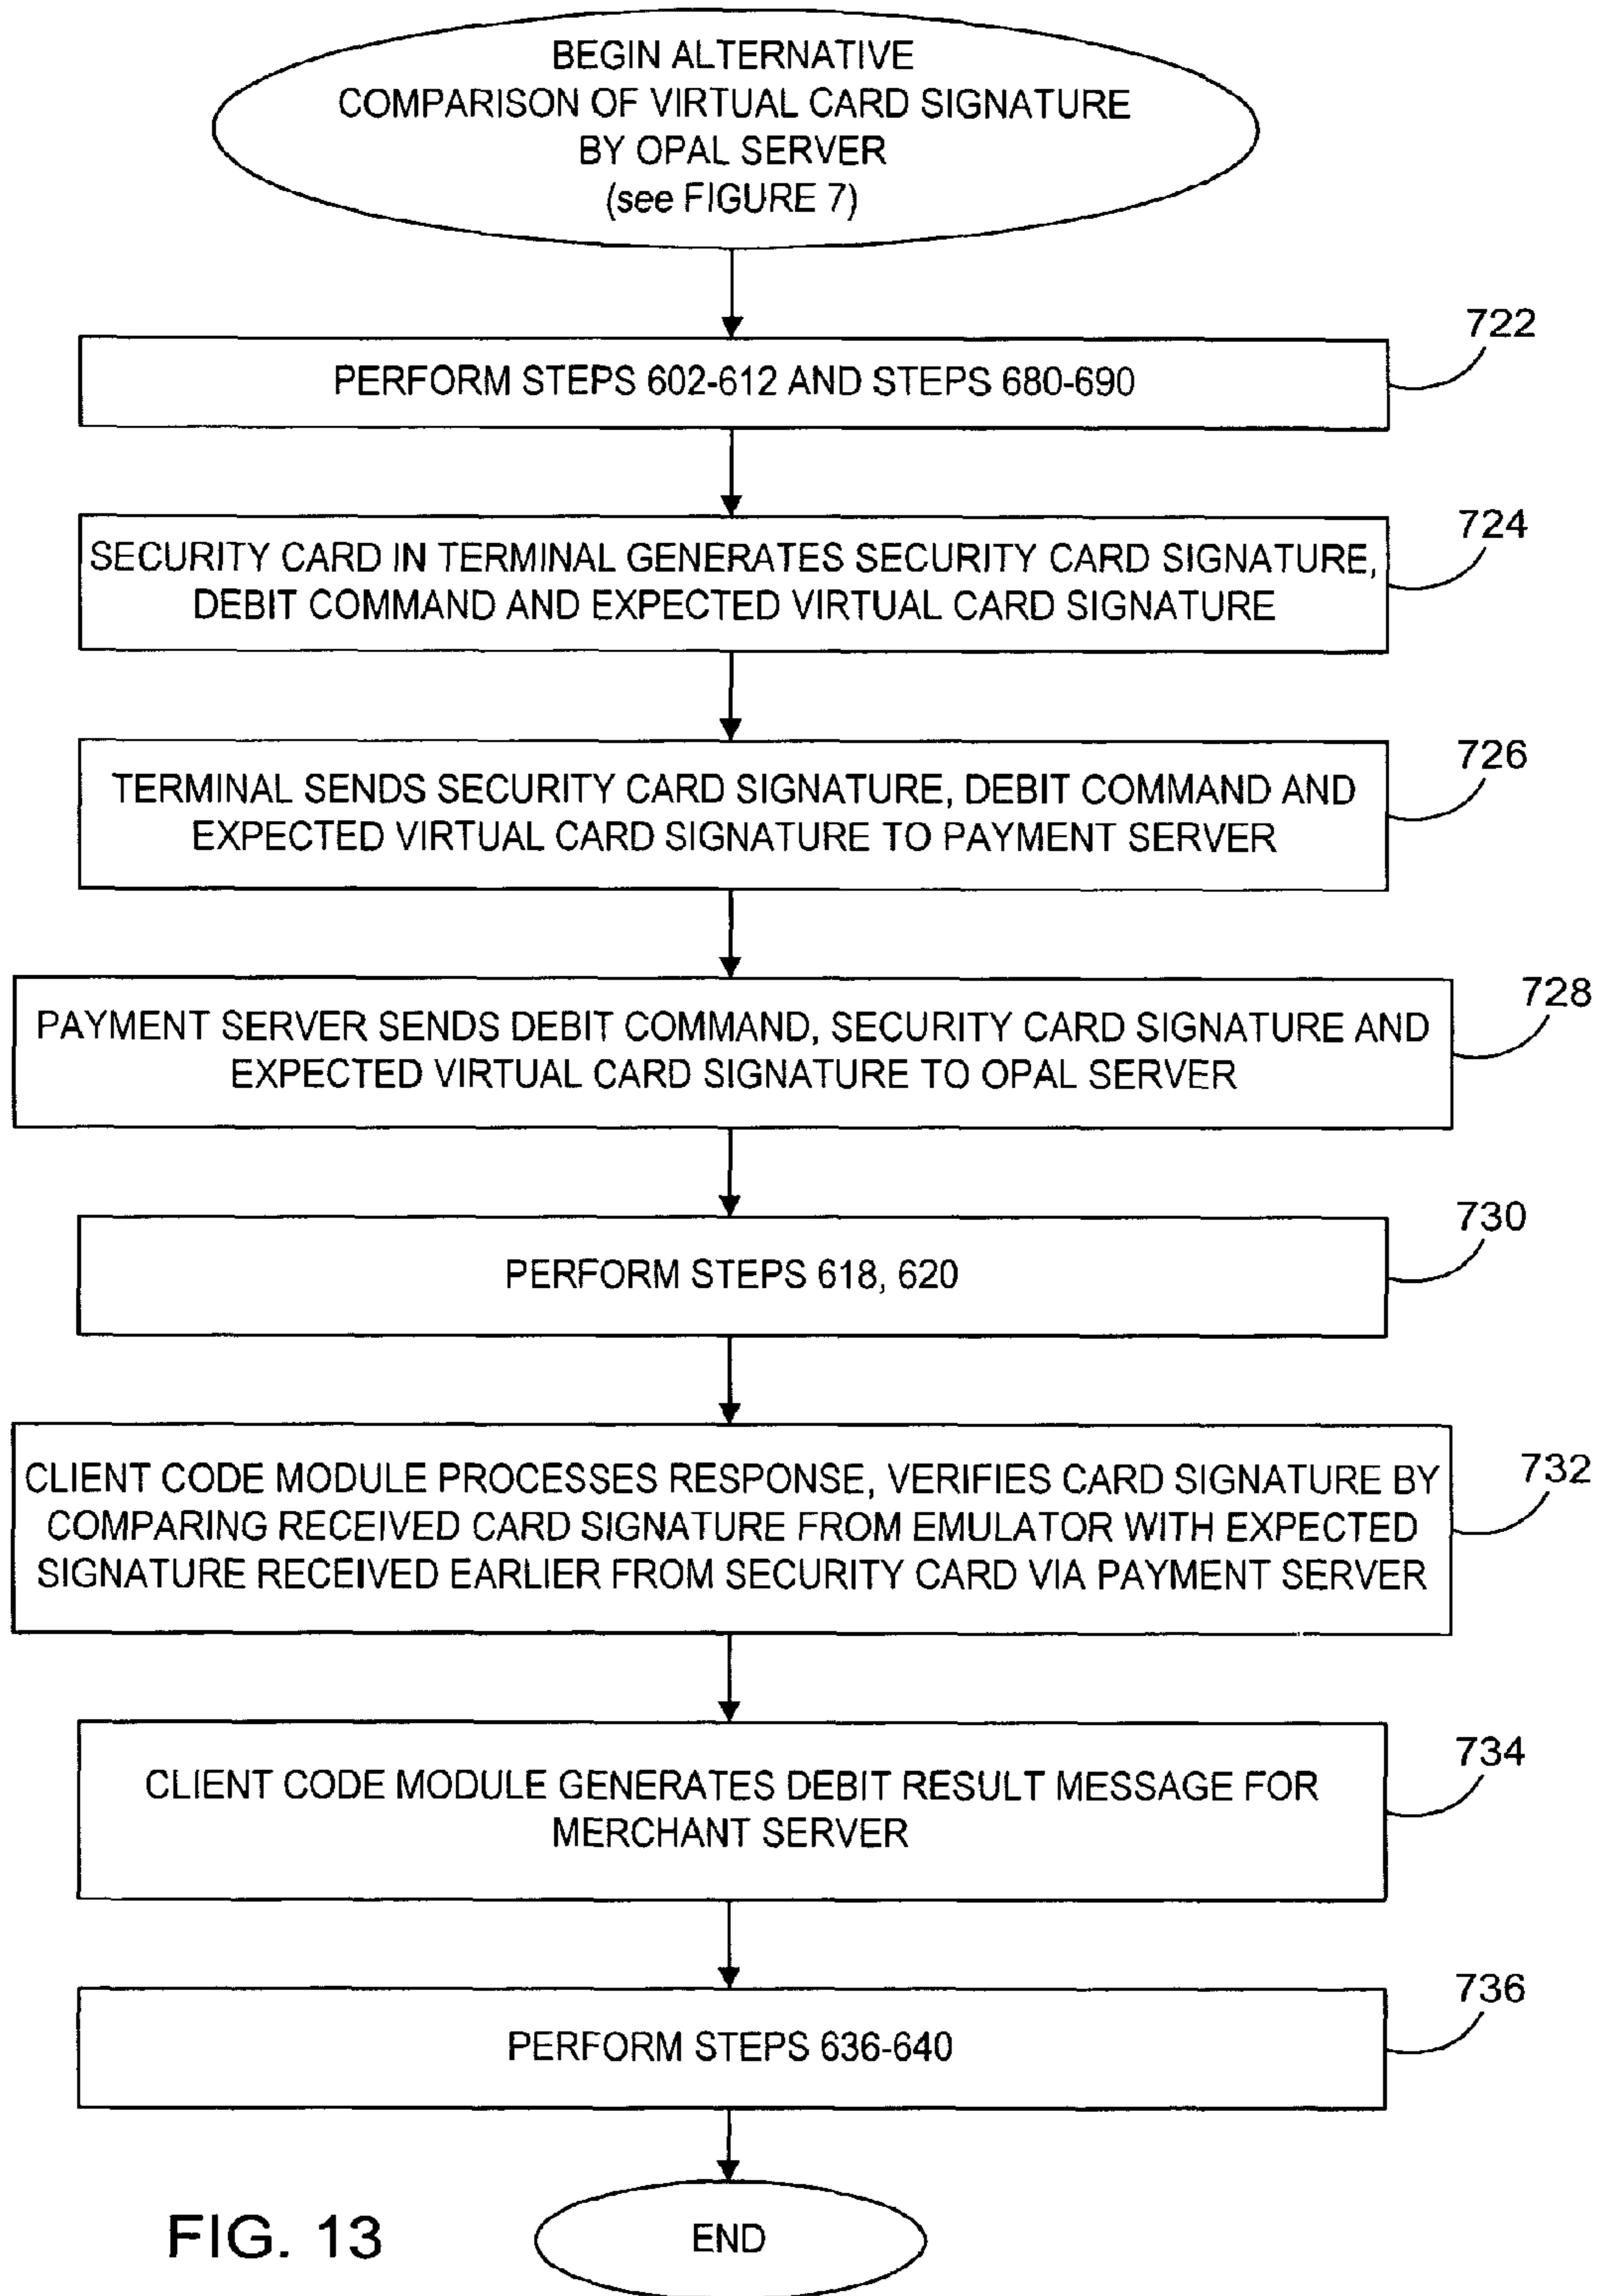 BEGIN ALTERNATIVE
COMPARISON OF VIRTUAL CARD SIGNATURE
BY OPAL SERVER
(see FIGURE 7)
722
PERFORM STEPS 602-612 AND STEPS 680-690
724
SECURITY CARD IN TERMINAL GENERATES SECURITY CARD SIGNATURE,
DEBIT COMMAND AND EXPECTED VIRTUAL CARD SIGNATURE
726
TERMINAL SENDS SECURITY CARD SIGNATURE, DEBIT COMMAND AND
EXPECTED VIRTUAL CARD SIGNATURE TO PAYMENT SERVER
728
PAYMENT SERVER SENDS DEBIT COMMAND, SECURITY CARD SIGNATURE AND
EXPECTED VIRTUAL CARD SIGNATURE TO OPAL SERVER
730
PERFORM STEPS 618, 620
732
CLIENT CODE MODULE PROCESSES RESPONSE, VERIFIES CARD SIGNATURE BY
COMPARING RECEIVED CARD SIGNATURE FROM EMULATOR WITH EXPECTED
SIGNATURE RECEIVED EARLIER FROM SECURITY CARD VIA PAYMENT SERVER
734
CLIENT CODE MODULE GENERATES DEBIT RESULT MESSAGE FOR
MERCHANT SERVER
736
PERFORM STEPS 636-640
END
FIG. 13